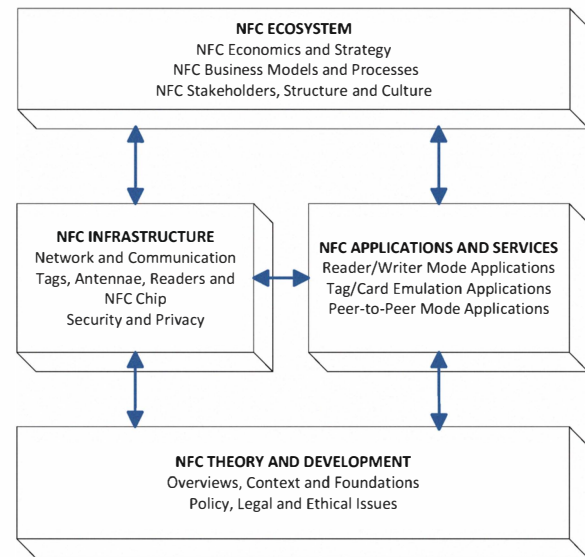 NFC ECOSYSTEM
NFC Economics and Strategy
NFC Business Models and Processes
NFC Stakeholders, Structure and Culture
NFC INFRASTRUCTURE
Network and Communication
Tags, Antennae, Readers and
NFC Chip
Security and Privacy
NFC APPLICATIONS AND SERVICES
Reader/Writer Mode Applications
Tag/Card Emulation Applications
Peer-to-Peer Mode Applications
NFC THEORY AND DEVELOPMENT
Overviews, Context and Foundations
Policy, Legal and Ethical Issues